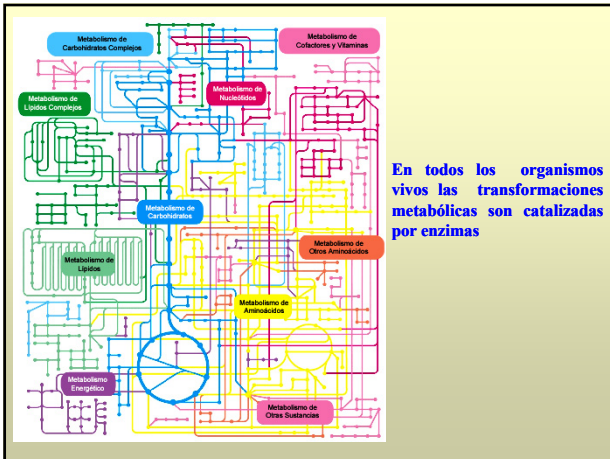 Metabolismo de
Carbohidratos Complejos
Metabolismo de
Cofactores y Vitaminas
Metabolismo de
Nucleótidos
Metabolismo de
Lípidos Complejos
En todos los organismos
vivos las transformaciones
metabólicas son catalizadas
por enzimas
Metabolismo de
Carbohidratos
Metabolismo de
Otros Aminoácidos
Metabolismo de
Lípidos
Metabolismo de
Aminoácidos
Metabolismo
Energético
Metabolismo de
Otras Sustancias